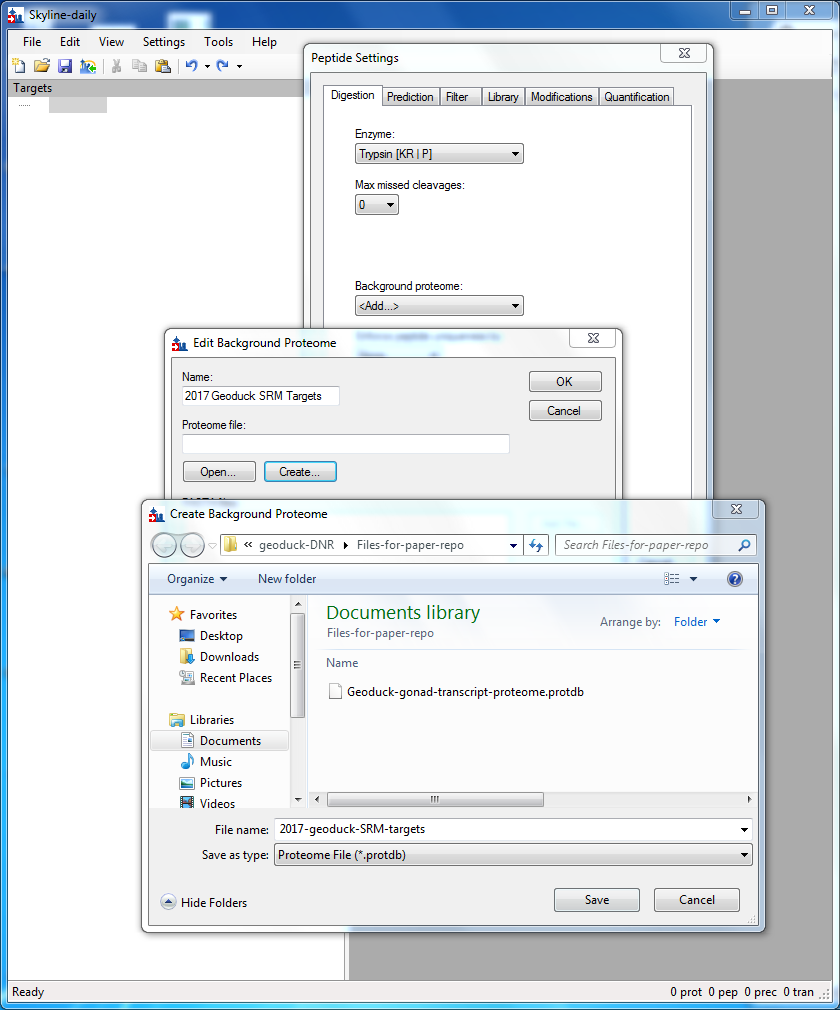 Skyline-daily
File Edit View Settings Tools Help
Targets
Peptide Settings
Digestion Prediction Filter Library Modifications Quantification
Enzyme:
Trypsin [KR | P]
Max missed cleavages:
0
Background proteome:
<Add...>
Edit Background Proteome
Name:
2017 Geoduck SRM Targets
OK
Cancel
Proteome file:
Open... Create...
Create Background Proteome
« geoduck-DNR Files-for-paper-repo
Search Files-for-paper-repo
Organize New folder
Favorites
Desktop
Downloads
Recent Places
Libraries
Documents
Music
Pictures
Videos
Documents library
Files-for-paper-repo
Arrange by: Folder
Name
Geoduck-gonad-transcript-proteome.protdb
File name: 2017-geoduck-SRM-targets
Save as type: Proteome File (*.protdb)
Hide Folders
Save Cancel
Ready
0 prot 0 pep 0 prec 0 tran